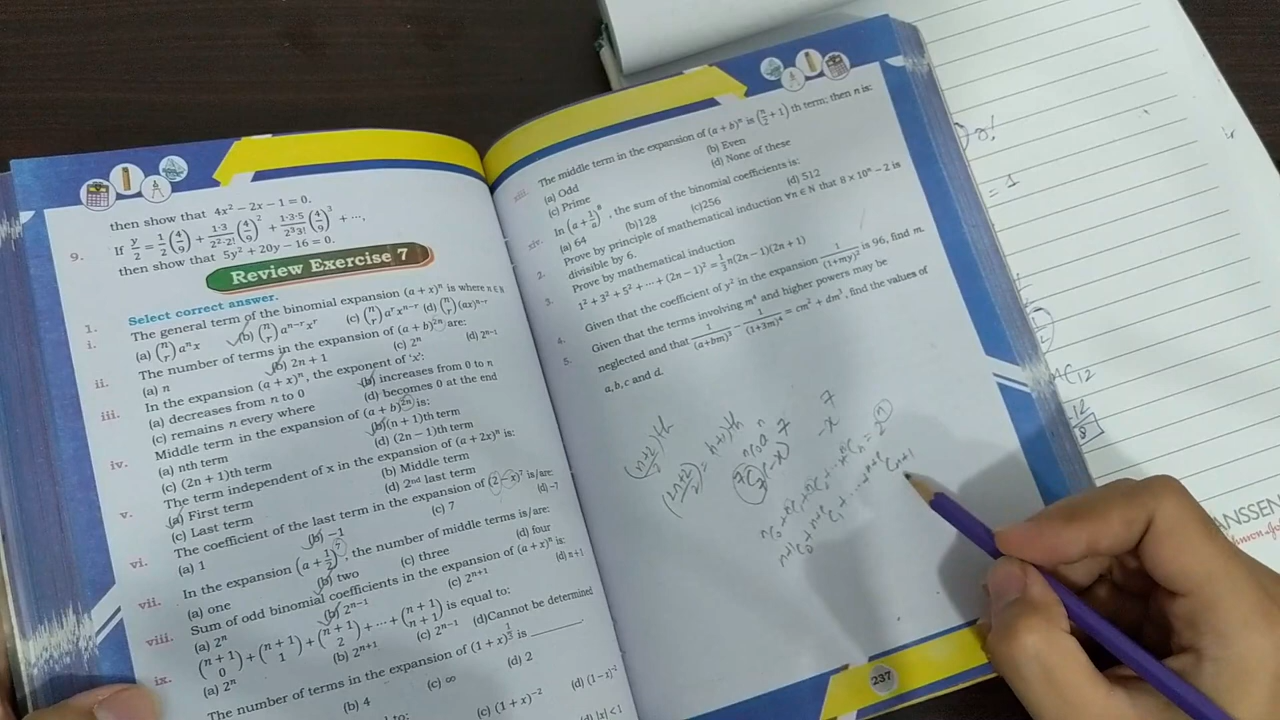 then show that 4x² − 2x − 1 = 0.
9. If y/2 = 1/2 (4/9) + 1·3/2²·2! (4/9)² + 1·3·5/2³3! (4/9)³ + ⋯,
then show that 5y² + 20y − 16 = 0.
Review Exercise 7
1. Select correct answer.
i. The general term of the binomial expansion (a + x)ⁿ is where n∈N
(a) (n r) aⁿx (b) (n r) aⁿ⁻ʳxʳ (c) (n r) aʳxⁿ⁻ʳ (d) (n r) (ax)ⁿ⁻ʳ
ii. The number of terms in the expansion of (a + b)²ⁿ are:
(a) n (b) 2n + 1 (c) 2ⁿ (d) 2ⁿ⁻¹
iii. In the expansion (a + x)ⁿ, the exponent of 'x':
(a) decreases from n to 0 (b) increases from 0 to n
(c) remains n every where (d) becomes 0 at the end
iv. Middle term in the expansion of (a + b)²ⁿ is:
(a) nth term (b) (n + 1)th term
(c) (2n + 1)th term (d) (2n − 1)th term
v. The term independent of x in the expansion of (a + 2x)ⁿ is:
(a) First term (b) Middle term
(c) Last term (d) 2nd last term
vi. The coefficient of the last term in the expansion of (2 − x)⁷ is/are:
(a) 1 (b) −1 (c) 7 (d) −7
vii. In the expansion (a + 1/2)⁷, the number of middle terms is/are:
(a) one (b) two (c) three (d) four
viii. Sum of odd binomial coefficients in the expansion of (a + x)ⁿ is:
(a) 2ⁿ (b) 2ⁿ⁻¹ (c) 2ⁿ⁺¹ (d) n + 1
ix. (n + 1 0) + (n + 1 1) + (n + 1 2) + ⋯ + (n + 1 n + 1) is equal to:
(a) 2ⁿ (b) 2ⁿ⁺¹ (c) 2ⁿ⁻¹ (d)Cannot be determined
The number of terms in the expansion of (1 + x)^(1/3) is ______.
(b) 4 (c) ∞ (d) 2
(c) (1 + x)⁻² (d) (1 − x)⁻²
(d) |x| < 1
xiii. The middle term in the expansion of (a + b)ⁿ is (n/2 + 1) th term, then n is:
(a) Odd (b) Even
(c) Prime (d) None of these
xiv. In (a + 1/a)⁸, the sum of the binomial coefficients is:
(a) 64 (b)128 (c)256 (d) 512
2. Prove by principle of mathematical induction ∀n ∈ N that 8 × 10ⁿ − 2 is
divisible by 6.
3. Prove by mathematical induction
1² + 3² + 5² + ⋯ + (2n − 1)² = 1/3 n(2n − 1)(2n + 1)
4. Given that the coefficient of y² in the expansion 1/(1+my)² is 96, find m.
5. Given that the terms involving m⁴ and higher powers may be
neglected and that 1/(a+bm)³ − 1/(1+3m)⁴ = cm² + dm³, find the values of
a, b, c and d.
237